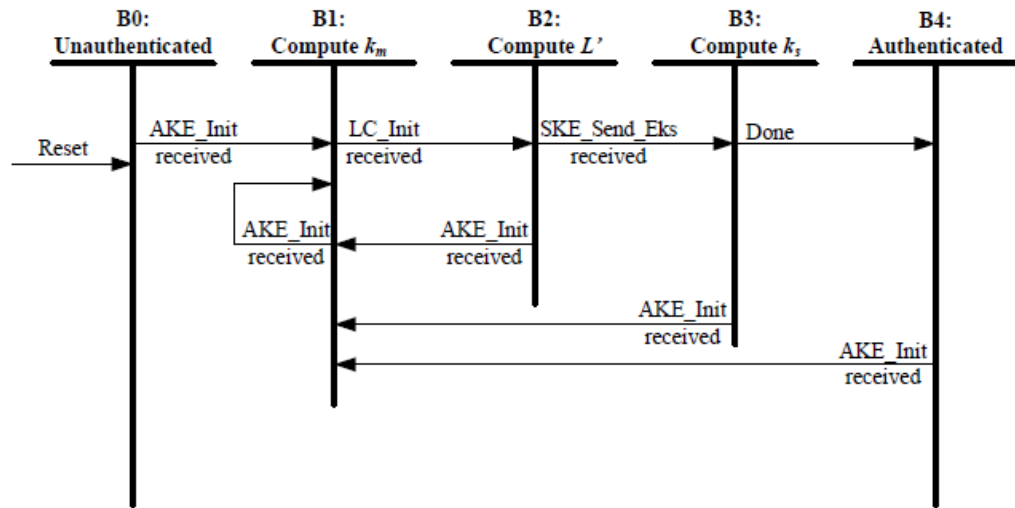 B0:
Unauthenticated
B1:
Compute km
B2:
Compute L’
B3:
Compute ks
B4:
Authenticated
Reset
AKE_Init
received
LC_Init
received
SKE_Send_Eks
received
Done
AKE_Init
received
AKE_Init
received
AKE_Init
received
AKE_Init
received